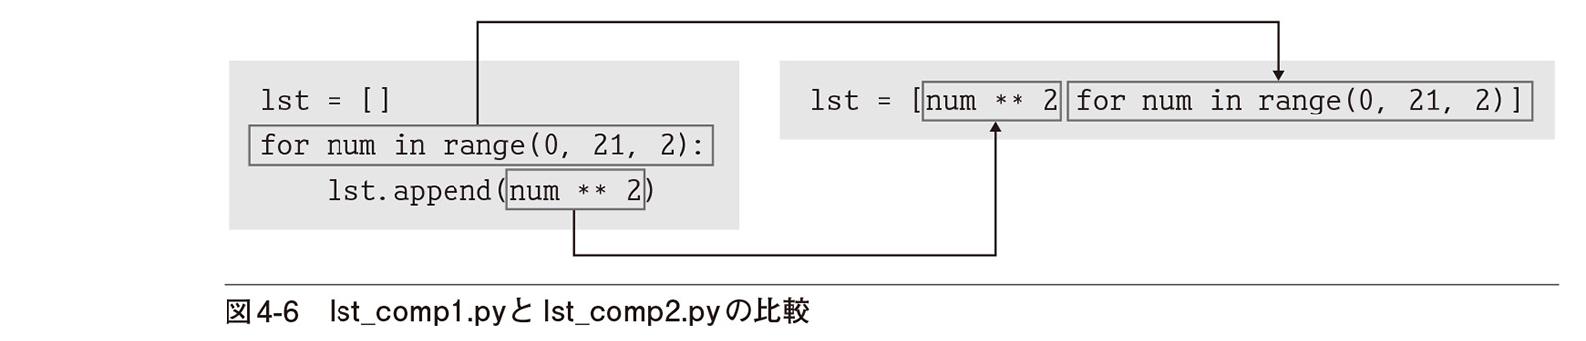 lst = []
for num in range(0, 21, 2):
lst.append(num ** 2)
lst = [num ** 2 for num in range(0, 21, 2)]
図4-6 lst_comp1.pyと lst_comp2.pyの比較